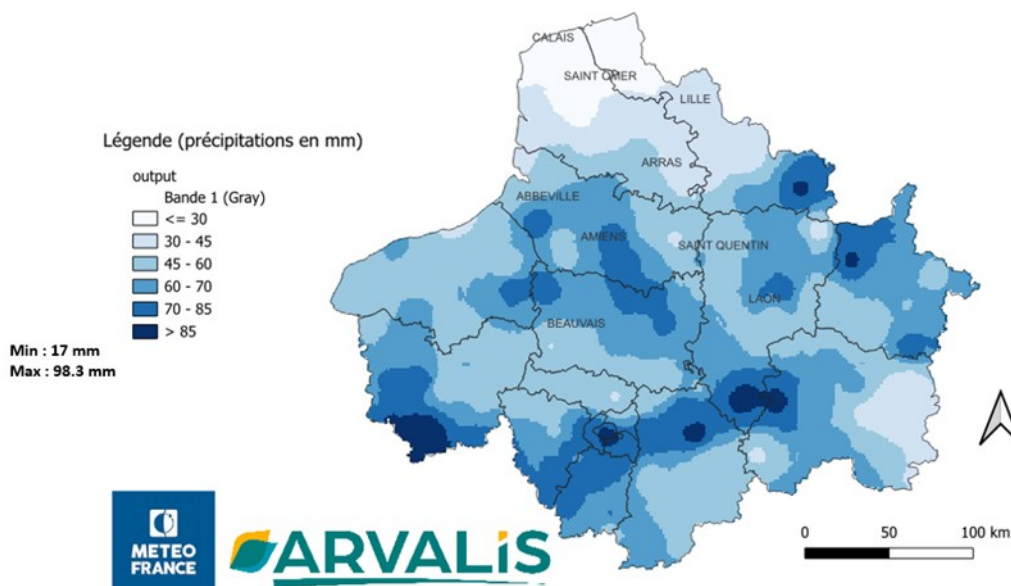 CALAIS
SAINT OMER
LILLE
Légende (précipitations en mm)
ARRAS
output
Bande 1 (Gray)
<= 30
30 - 45
45 - 60
60 - 70
70 - 85
> 85
ABBEVILLE
AMIENS
SAINT QUENTIN
LAON
BEAUVAIS
Min : 17 mm
Max : 98.3 mm
METEO
FRANCE
ARVALiS
0 50 100 km